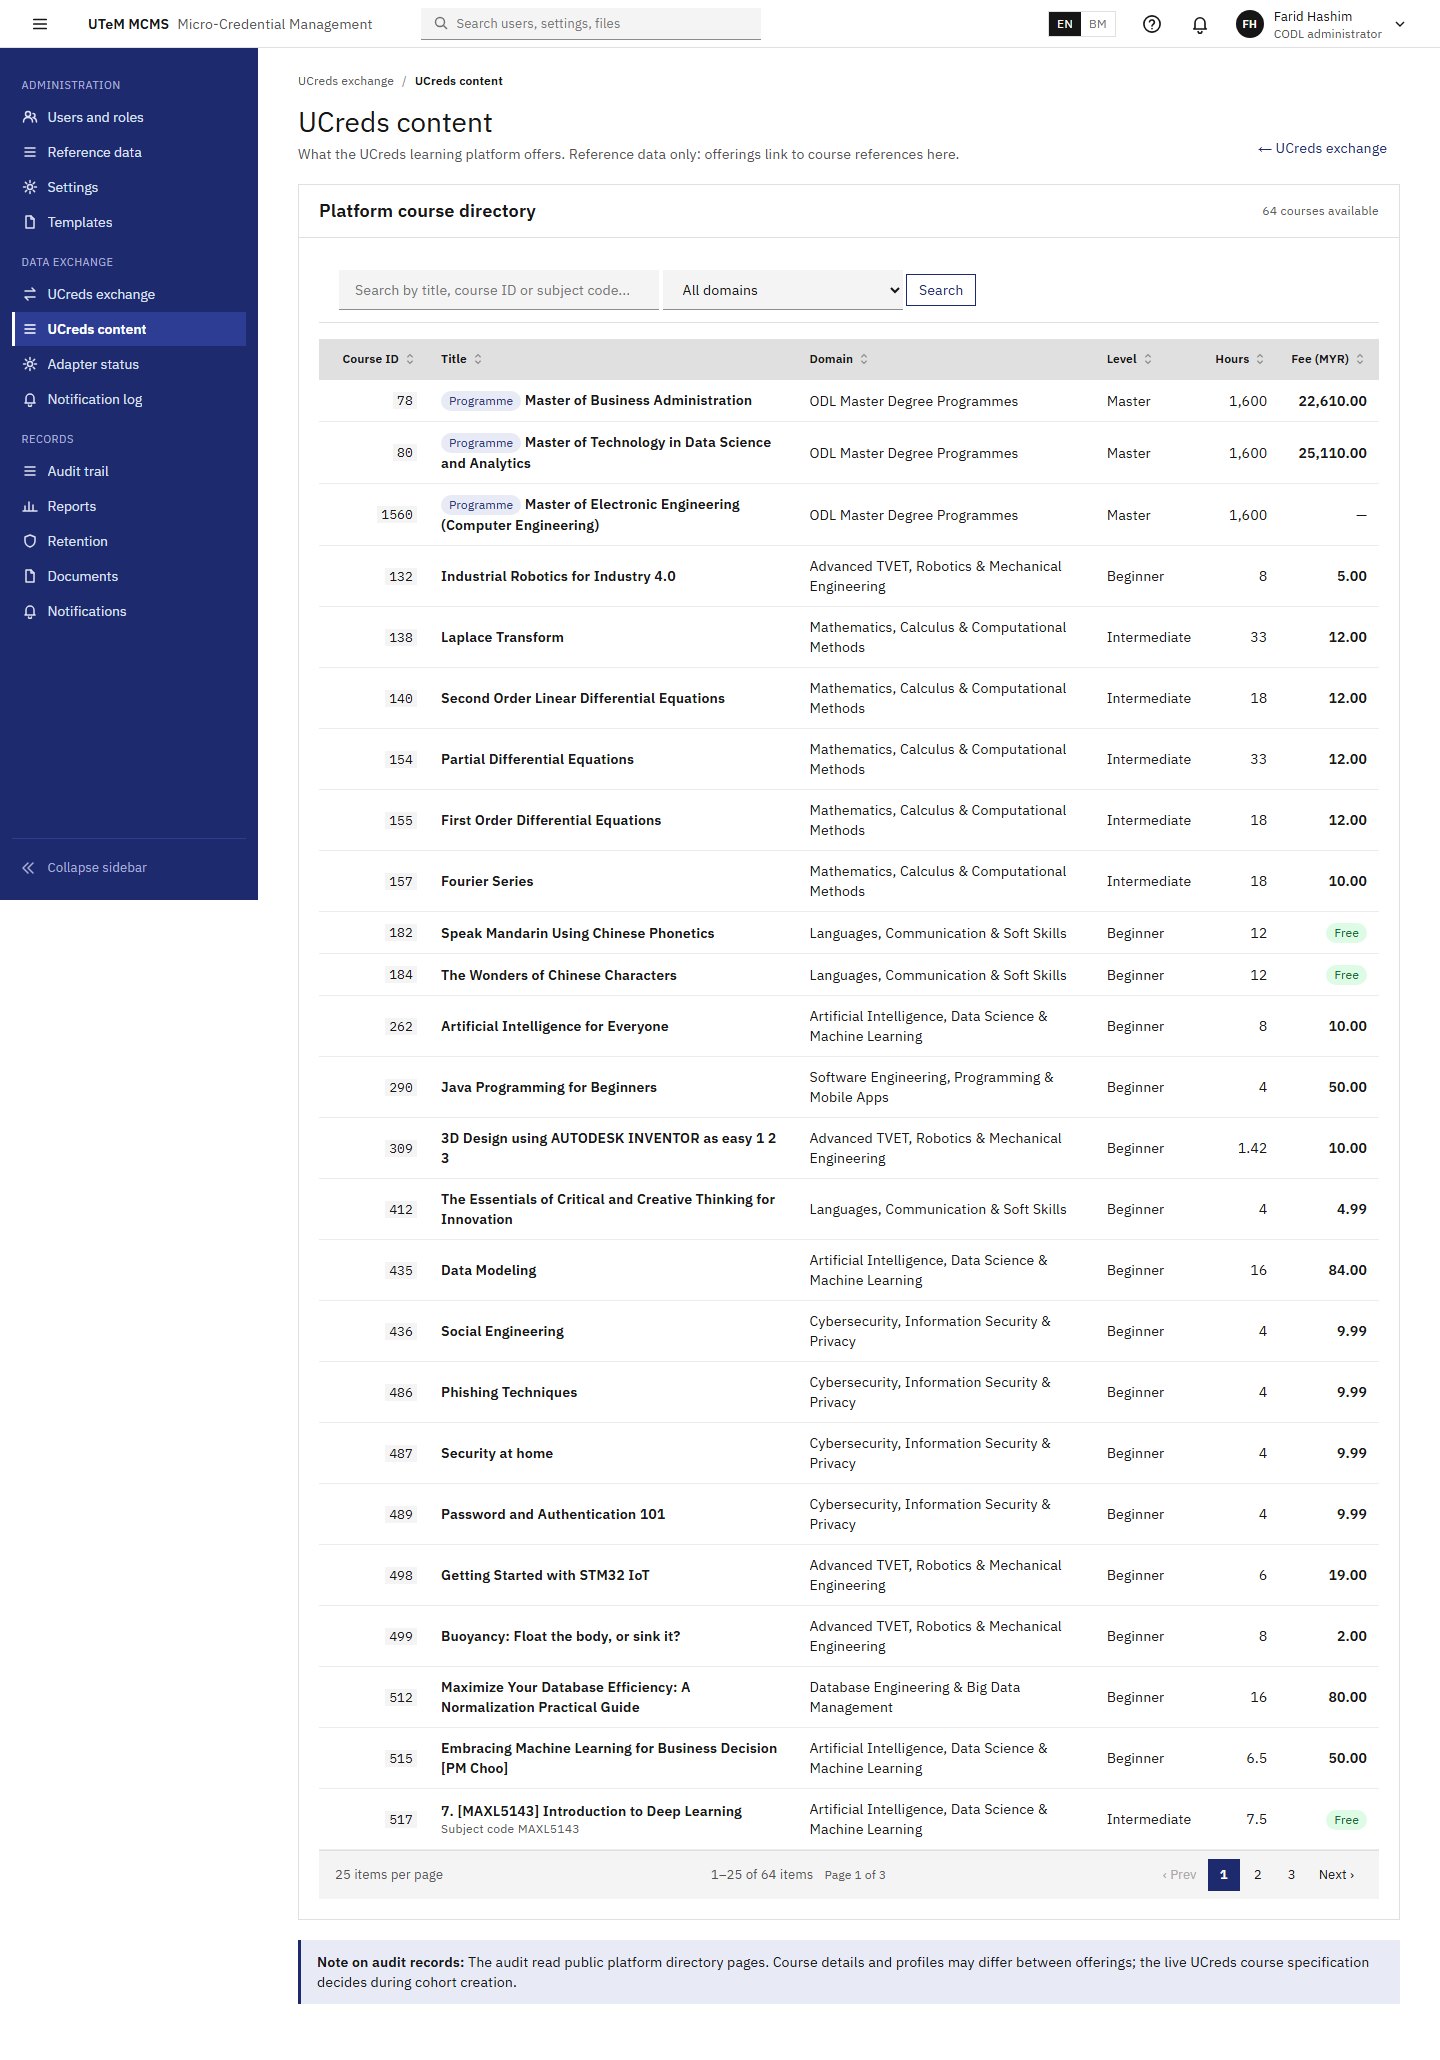 UTeM MCMS Micro-Credential Management
Search users, settings, files
EN BM
FH
Farid Hashim
CODL administrator
ADMINISTRATION
Users and roles
Reference data
Settings
Templates
DATA EXCHANGE
UCreds exchange
UCreds content
Adapter status
Notification log
RECORDS
Audit trail
Reports
Retention
Documents
Notifications
Collapse sidebar
UCreds exchange / UCreds content
UCreds content
What the UCreds learning platform offers. Reference data only: offerings link to course references here.
← UCreds exchange
Platform course directory
64 courses available
Search by title, course ID or subject code...
All domains
Search
Course ID Title Domain Level Hours Fee (MYR)
78 Programme Master of Business Administration ODL Master Degree Programmes Master 1,600 22,610.00
80 Programme Master of Technology in Data Science ODL Master Degree Programmes Master 1,600 25,110.00
and Analytics
1560 Programme Master of Electronic Engineering ODL Master Degree Programmes Master 1,600 —
(Computer Engineering)
132 Industrial Robotics for Industry 4.0 Advanced TVET, Robotics & Mechanical Beginner 8 5.00
Engineering
138 Laplace Transform Mathematics, Calculus & Computational Intermediate 33 12.00
Methods
140 Second Order Linear Differential Equations Mathematics, Calculus & Computational Intermediate 18 12.00
Methods
154 Partial Differential Equations Mathematics, Calculus & Computational Intermediate 33 12.00
Methods
155 First Order Differential Equations Mathematics, Calculus & Computational Intermediate 18 12.00
Methods
157 Fourier Series Mathematics, Calculus & Computational Intermediate 18 10.00
Methods
182 Speak Mandarin Using Chinese Phonetics Languages, Communication & Soft Skills Beginner 12 Free
184 The Wonders of Chinese Characters Languages, Communication & Soft Skills Beginner 12 Free
262 Artificial Intelligence for Everyone Artificial Intelligence, Data Science & Beginner 8 10.00
Machine Learning
290 Java Programming for Beginners Software Engineering, Programming & Beginner 4 50.00
Mobile Apps
309 3D Design using AUTODESK INVENTOR as easy 1 2 Advanced TVET, Robotics & Mechanical Beginner 1.42 10.00
3 Engineering
412 The Essentials of Critical and Creative Thinking for Languages, Communication & Soft Skills Beginner 4 4.99
Innovation
435 Data Modeling Artificial Intelligence, Data Science & Beginner 16 84.00
Machine Learning
436 Social Engineering Cybersecurity, Information Security & Beginner 4 9.99
Privacy
486 Phishing Techniques Cybersecurity, Information Security & Beginner 4 9.99
Privacy
487 Security at home Cybersecurity, Information Security & Beginner 4 9.99
Privacy
489 Password and Authentication 101 Cybersecurity, Information Security & Beginner 4 9.99
Privacy
498 Getting Started with STM32 IoT Advanced TVET, Robotics & Mechanical Beginner 6 19.00
Engineering
499 Buoyancy: Float the body, or sink it? Advanced TVET, Robotics & Mechanical Beginner 8 2.00
Engineering
512 Maximize Your Database Efficiency: A Database Engineering & Big Data Beginner 16 80.00
Normalization Practical Guide Management
515 Embracing Machine Learning for Business Decision Artificial Intelligence, Data Science & Beginner 6.5 50.00
[PM Choo] Machine Learning
517 7. [MAXL5143] Introduction to Deep Learning Artificial Intelligence, Data Science & Intermediate 7.5 Free
Subject code MAXL5143 Machine Learning
25 items per page 1–25 of 64 items Page 1 of 3 ‹ Prev 1 2 3 Next ›
Note on audit records: The audit read public platform directory pages. Course details and profiles may differ between offerings; the live UCreds course specification
decides during cohort creation.